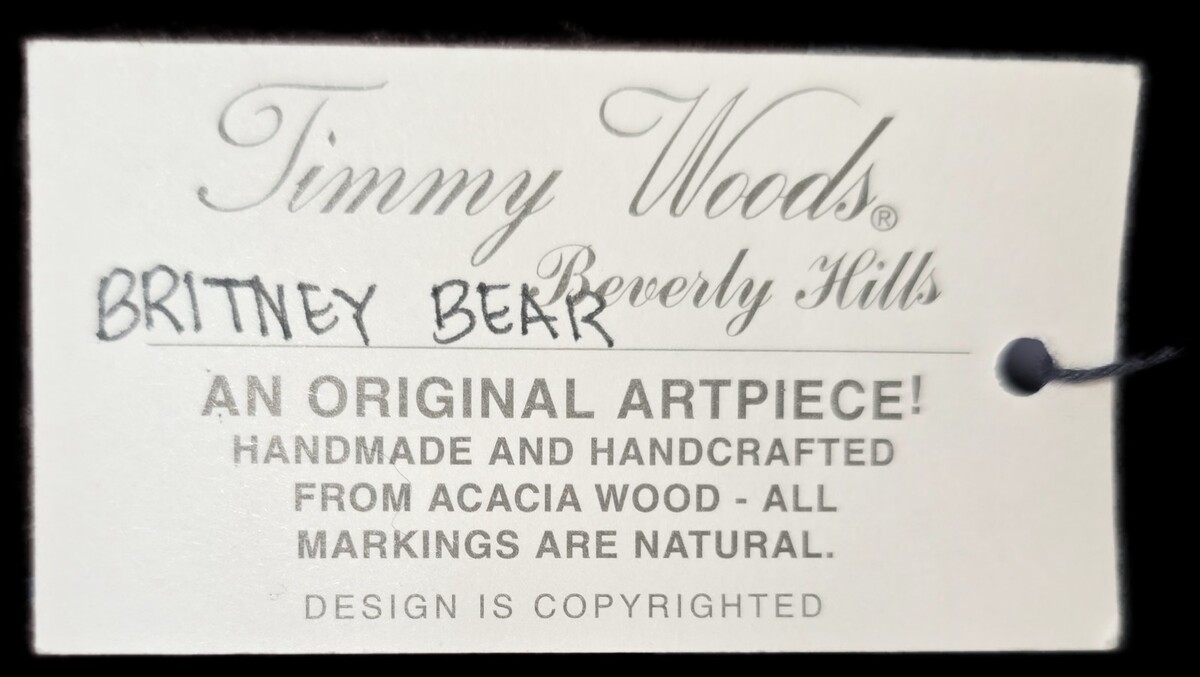 Timmy Woods®
Beverly Hills
BRITNEY BEAR
AN ORIGINAL ARTPIECE!
HANDMADE AND HANDCRAFTED
FROM ACACIA WOOD - ALL
MARKINGS ARE NATURAL.
DESIGN IS COPYRIGHTED